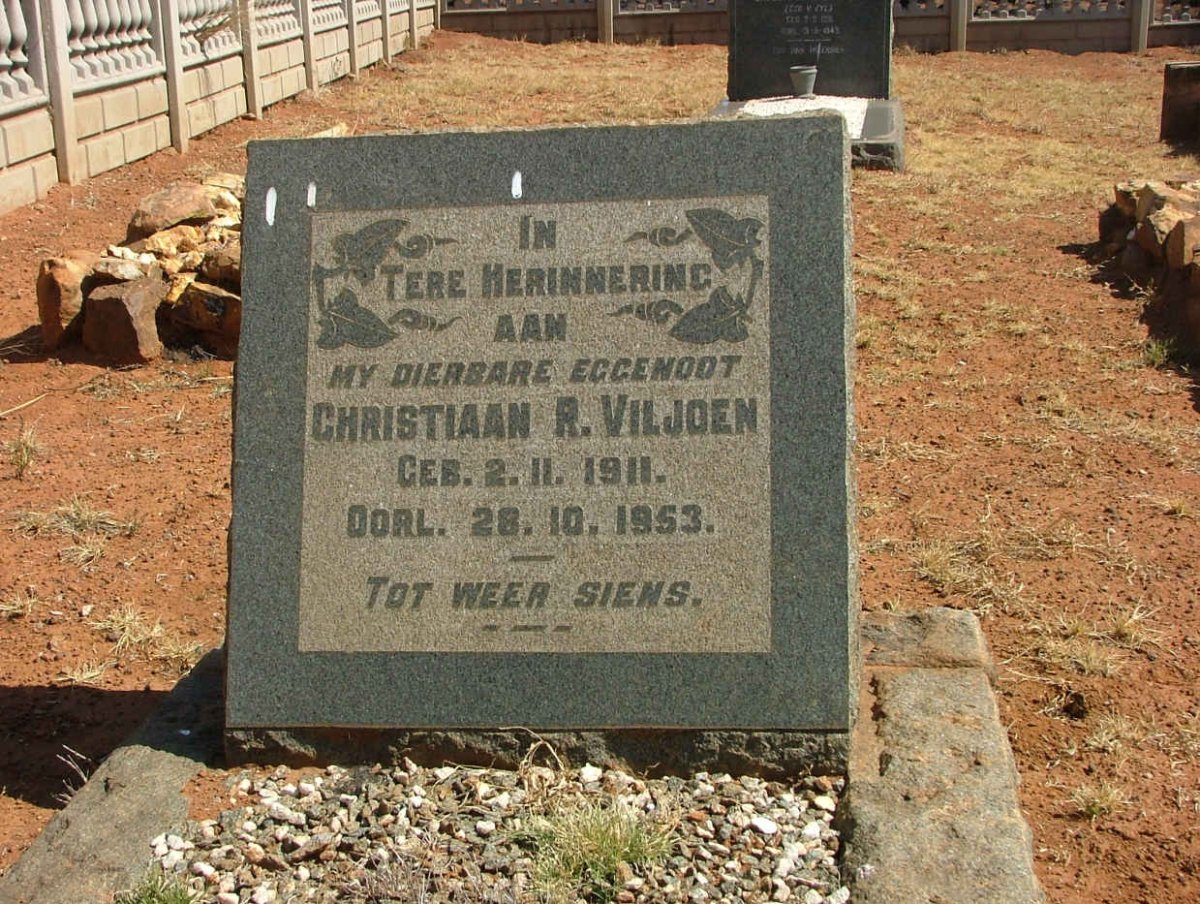 IN
TERE HERINNERING
AAN
MY DIERBARE EGGENOOT
CHRISTIAAN R. VILJOEN
GEB. 2. 11. 1911.
OORL. 28. 10. 1953.
TOT WEER SIENS.